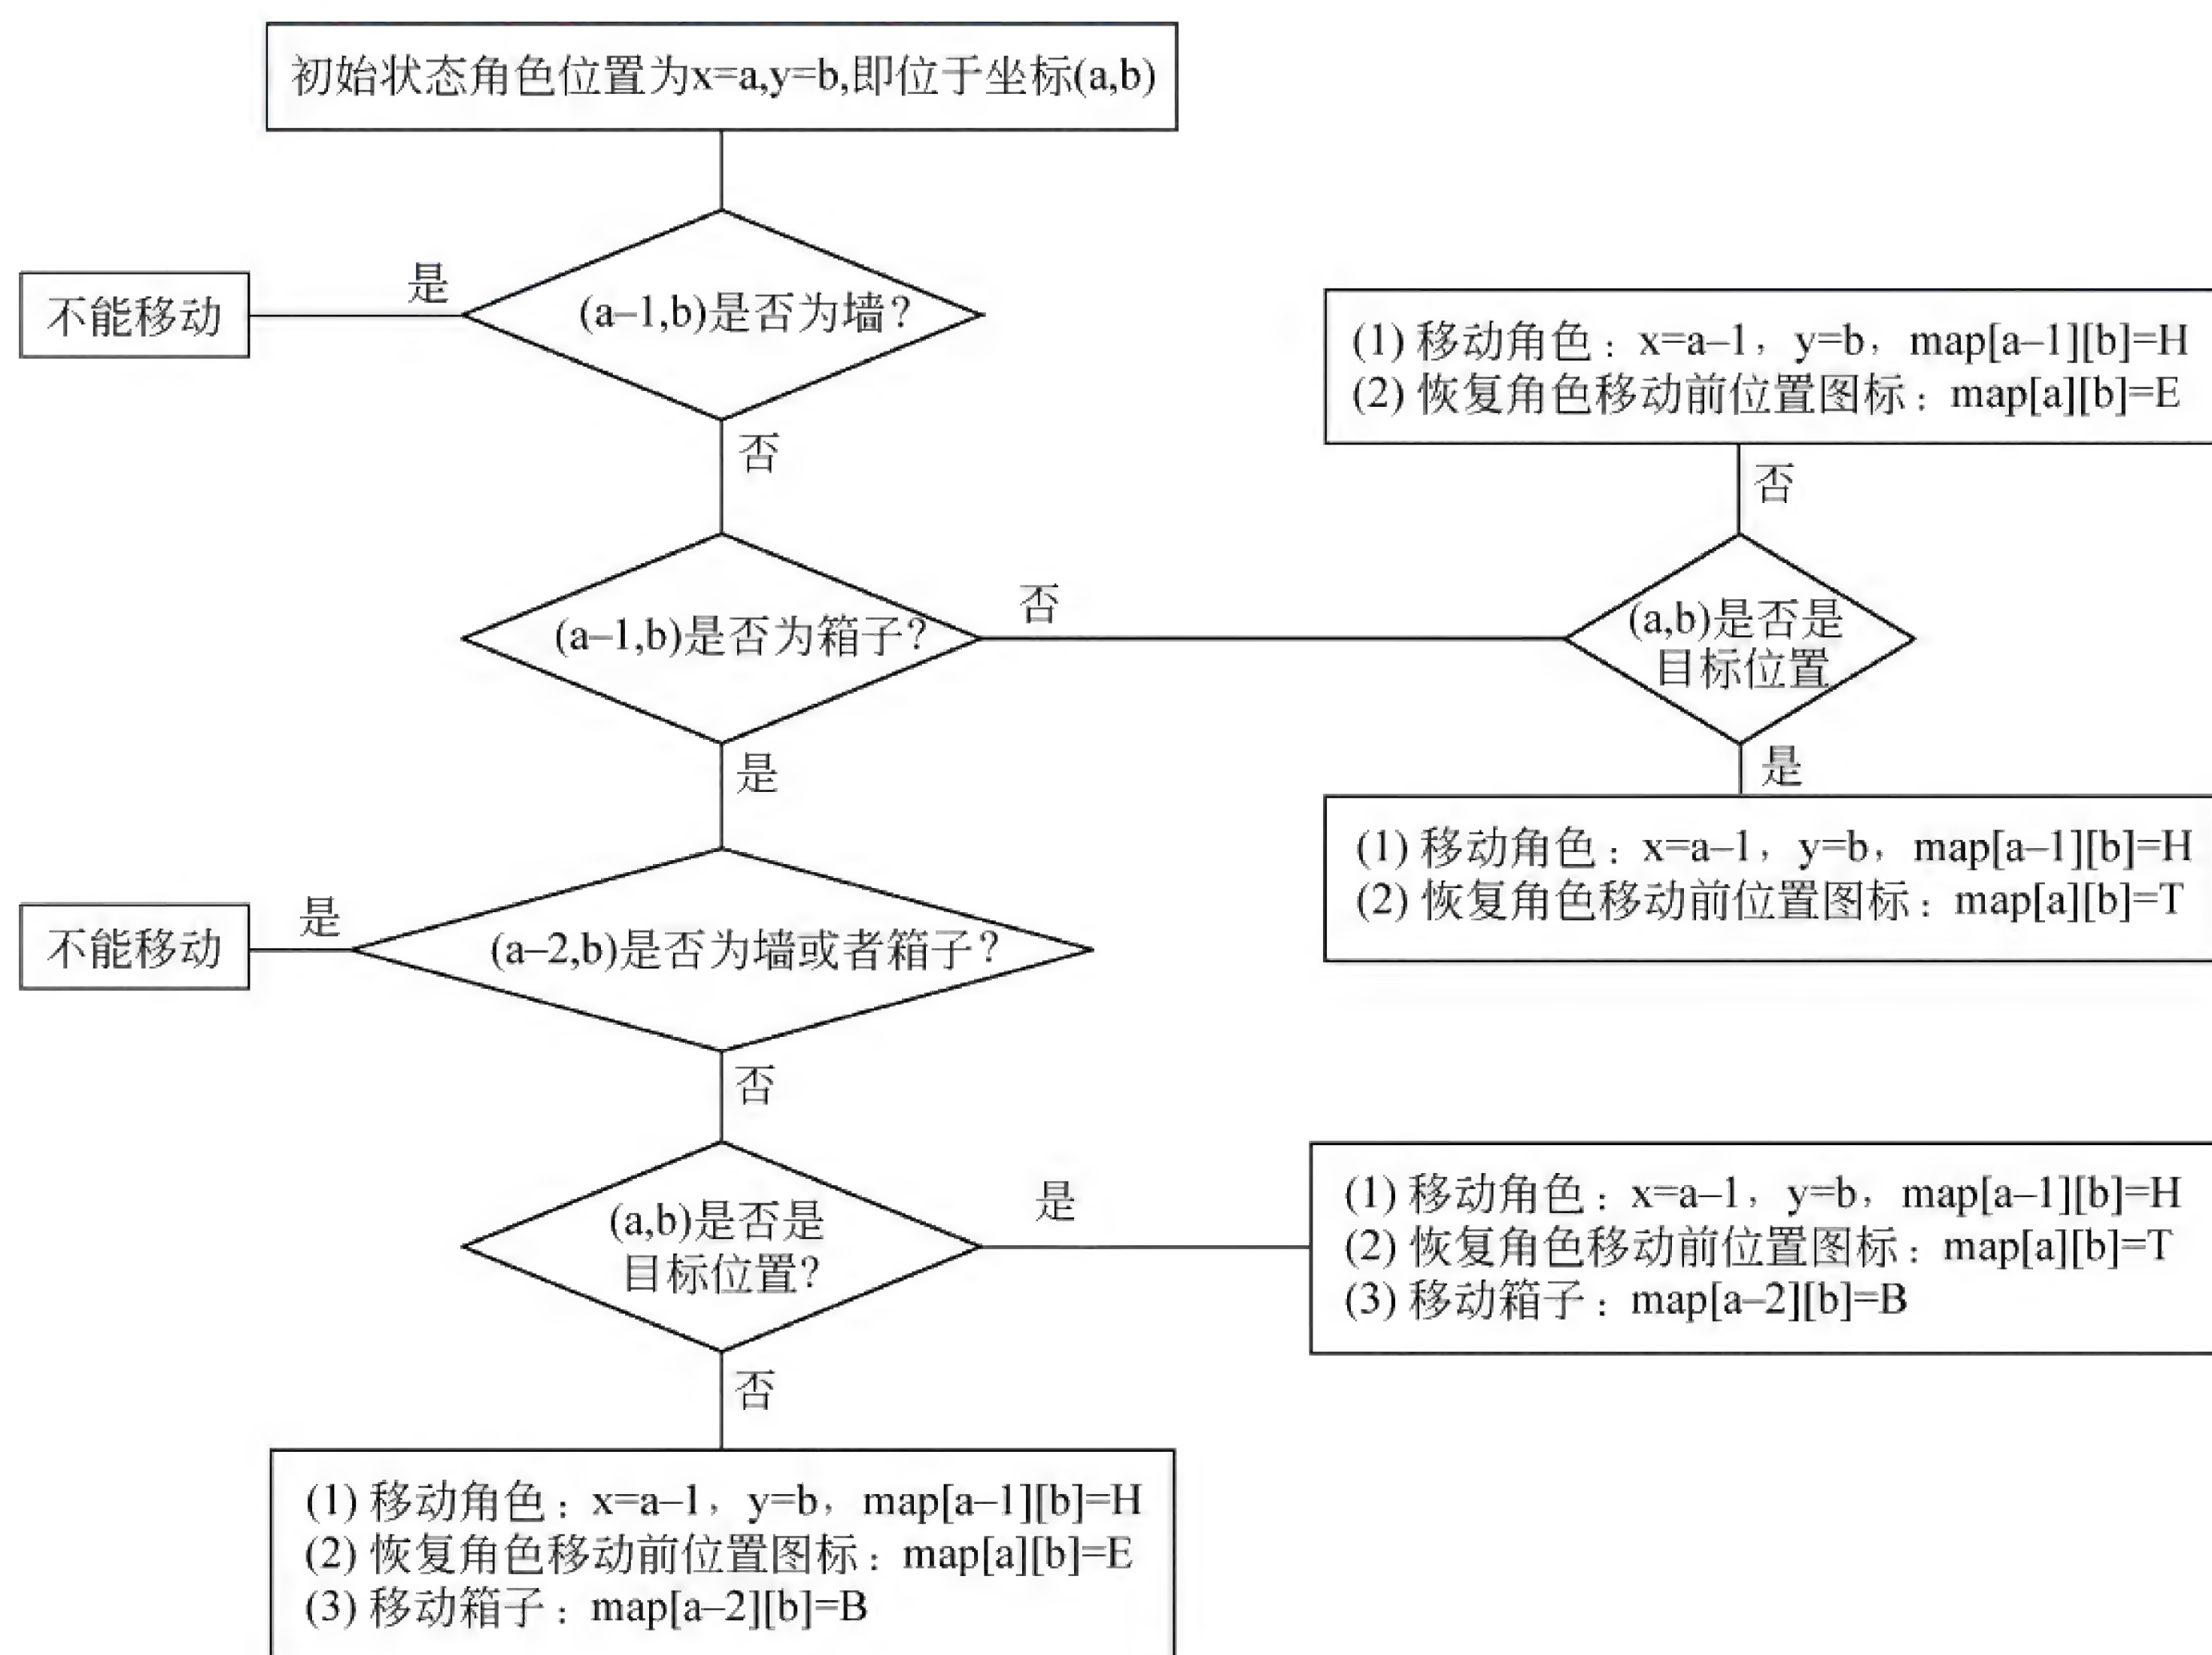 初始状态角色位置为x=a,y=b,即位于坐标(a,b)
是
不能移动
(a–1,b)是否为墙?
否
(1) 移动角色：x=a–1，y=b，map[a–1][b]=H
(2) 恢复角色移动前位置图标：map[a][b]=E
否
(a–1,b)是否为箱子?
否
(a,b)是否是
目标位置
是
是
(1) 移动角色：x=a–1，y=b，map[a–1][b]=H
(2) 恢复角色移动前位置图标：map[a][b]=T
是
不能移动
(a–2,b)是否为墙或者箱子?
否
(a,b)是否是
目标位置?
是
(1) 移动角色：x=a–1，y=b，map[a–1][b]=H
(2) 恢复角色移动前位置图标：map[a][b]=T
(3) 移动箱子：map[a–2][b]=B
否
(1) 移动角色：x=a–1，y=b，map[a–1][b]=H
(2) 恢复角色移动前位置图标：map[a][b]=E
(3) 移动箱子：map[a–2][b]=B